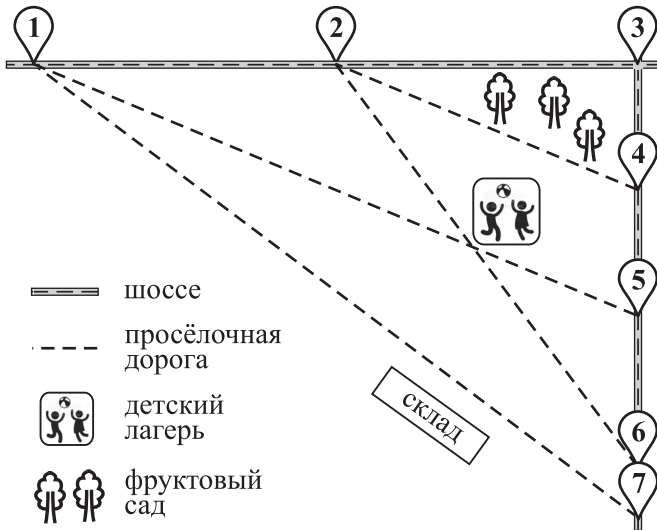 1 2 3
4
5
6
7
шоссе
просёлочная
дорога
детский
лагерь
фруктовый
сад
склад